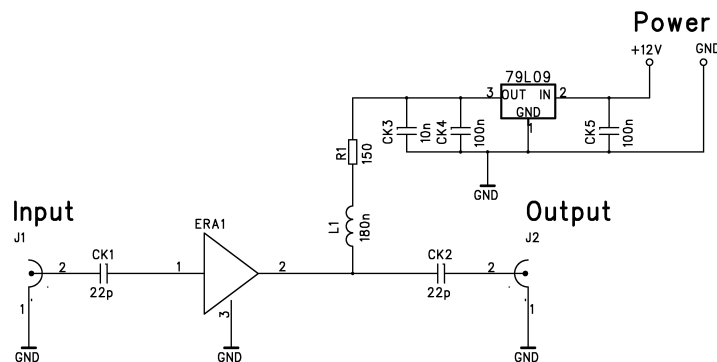 Power
+12V
GND
79L09
3
OUT
IN
2
GND
1
CK3
10n
CK4
100n
CK5
100n
R1
150
GND
Input
ERA1
L1
180n
Output
J1
J2
2
CK1
1
2
CK2
2
22p
22p
1
3
1
GND
GND
GND